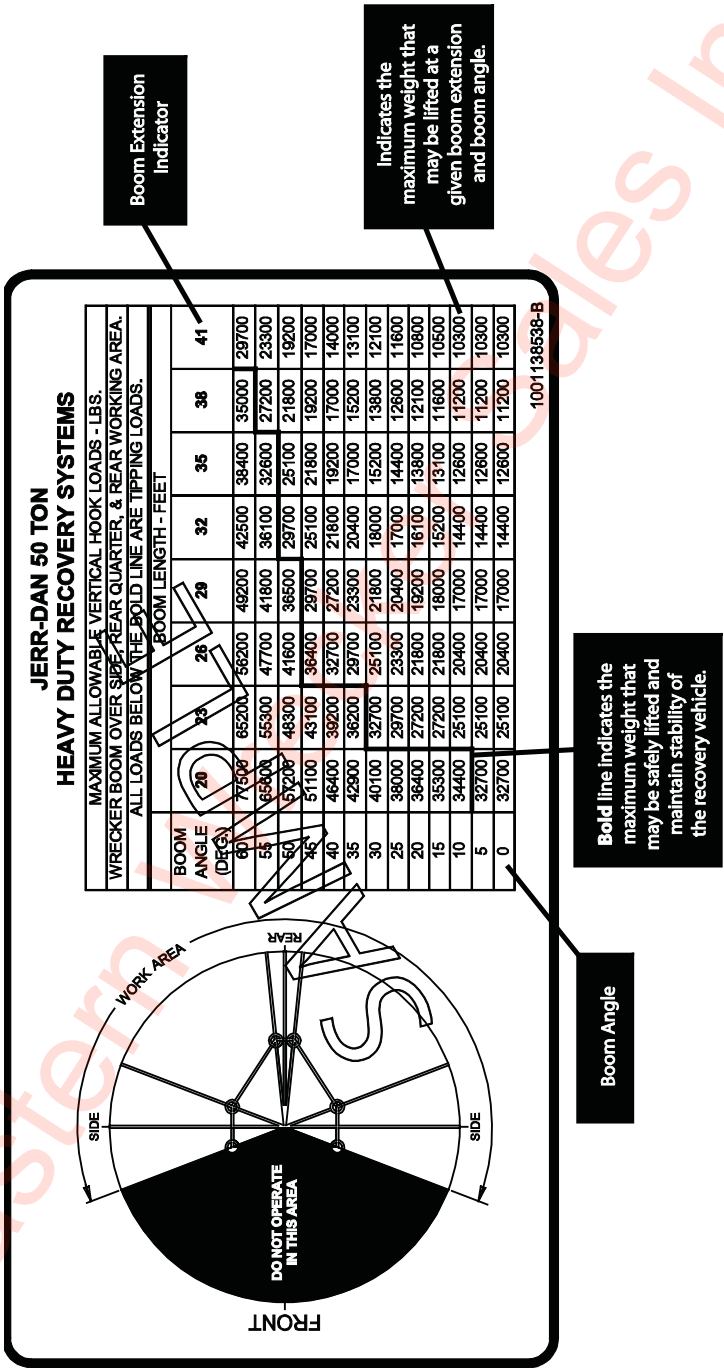 JERR-DAN 50 TON
HEAVY DUTY RECOVERY SYSTEMS
MAXIMUM ALLOWABLE VERTICAL HOOK LOADS - LBS.
WRECKER BOOM OVER SIDE, REAR QUARTER, & REAR WORKING AREA.
ALL LOADS BELOW THE BOLD LINE ARE TIPPING LOADS.
BOOM ANGLE (DEG.) BOOM LENGTH - FEET
20 23 26 29 32 35 38 41
60 77500 65200 56200 49200 42500 38400 35000 29700
55 65800 55300 47700 41800 36100 32600 27200 23300
50 57200 48300 41600 36500 29700 25100 21800 19200
45 51100 43100 36400 29700 25100 21800 19200 17000
40 46400 39200 32700 27200 21800 19200 17000 14000
35 42900 36200 29700 23300 20400 17000 15200 13100
30 40100 32700 25100 21800 18000 15200 13800 12100
25 38000 29700 23300 20400 17000 14400 12600 11600
20 36400 27200 21800 19200 16100 13800 12100 10800
15 35300 27200 21800 18000 15200 13100 11600 10500
10 34400 25100 20400 17000 14400 12600 11200 10300
5 32700 25100 20400 17000 14400 12600 11200 10300
0 32700 25100 20400 17000 14400 12600 11200 10300
1001138538-B
SAMPLE
FRONT
DO NOT OPERATE
IN THIS AREA
SIDE
SIDE
WORK AREA
REAR
Boom Extension
Indicator
Indicates the
maximum weight that
may be lifted at a
given boom extension
and boom angle.
Bold line indicates the
maximum weight that
may be safely lifted and
maintain stability of
the recovery vehicle.
Boom Angle
astern Wrecker Sales In